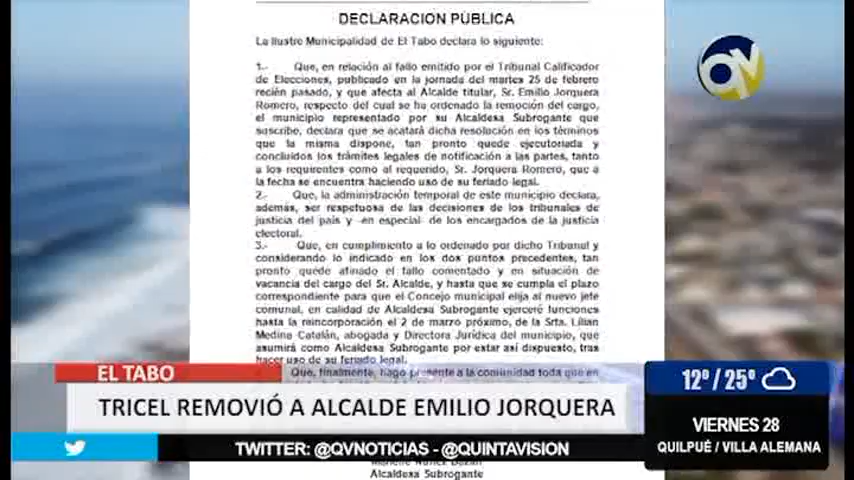 DECLARACION PÚBLICA
La Ilustre Municipalidad de El Tabo declara lo siguiente:
1.- Que, en relación al fallo emitido por el Tribunal Calificador
de Elecciones, publicado en la jornada del martes 25 de febrero
recién pasado, y que afecta al Alcalde titular, Sr. Emilio Jorquera
Romero, respecto del cual se ha ordenado la remoción del cargo,
el municipio representado por su Alcaldesa Subrogante que
suscribe, declara que se acatará dicha resolución en los términos
que la misma dispone, tan pronto quede ejecutoriada y
concluidos los trámites legales de notificación a las partes, tanto
a los requirentes como al requerido, Sr. Jorquera Romero, que a
la fecha se encuentra haciendo uso de su feriado legal.
2.- Que, la administración temporal de este municipio declara,
además, ser respetuosa de las decisiones de los tribunales de
justicia del país y -en especial- de los encargados de la justicia
electoral.
3.- Que, en cumplimiento a lo ordenado por dicho Tribunal y
considerando lo indicado en los dos puntos precedentes, tan
pronto quede afinado el fallo comentado y en situación de
vacancia del cargo del Sr. Alcalde, y hasta que se cumpla el plazo
correspondiente para que el Concejo municipal elija al nuevo jefe
comunal, en calidad de Alcaldesa Subrogante ejerceré funciones
hasta la reincorporación el 2 de marzo próximo, de la Srta. Lilian
Medina Catalán, abogada y Directora Jurídica del municipio, que
asumirá como Alcaldesa Subrogante por estar así dispuesto, tras
hacer uso de su feriado legal.
Que, finalmente, hago presente a la comunidad toda que en
Alcaldesa Subrogante
QV
EL TABO
TRICEL REMOVIÓ A ALCALDE EMILIO JORQUERA
TWITTER: @QVNOTICIAS - @QUINTAVISION
12º / 25º
VIERNES 28
QUILPUÉ / VILLA ALEMANA